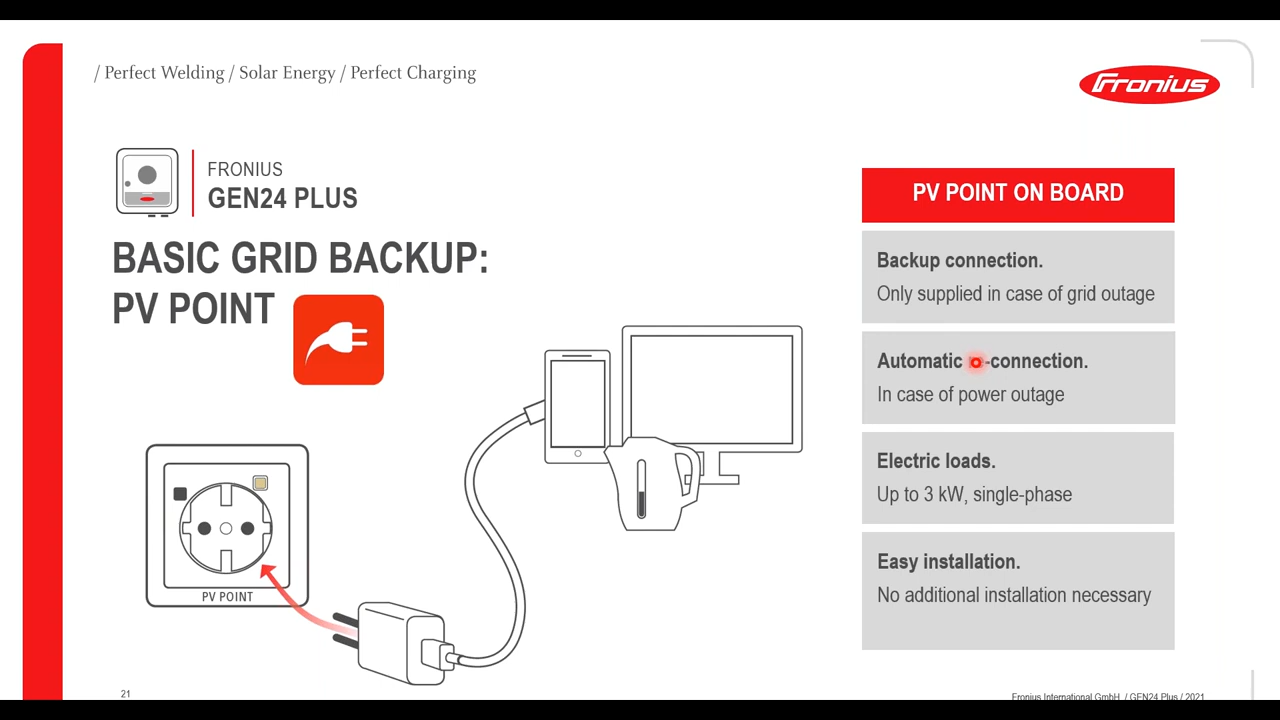 / Perfect Welding / Solar Energy / Perfect Charging
Fronius
FRONIUS
GEN24 PLUS
BASIC GRID BACKUP:
PV POINT
PV POINT
PV POINT ON BOARD
Backup connection.
Only supplied in case of grid outage
Automatic -connection.
In case of power outage
Electric loads.
Up to 3 kW, single-phase
Easy installation.
No additional installation necessary
21
Fronius International GmbH / GEN24 Plus / 2021